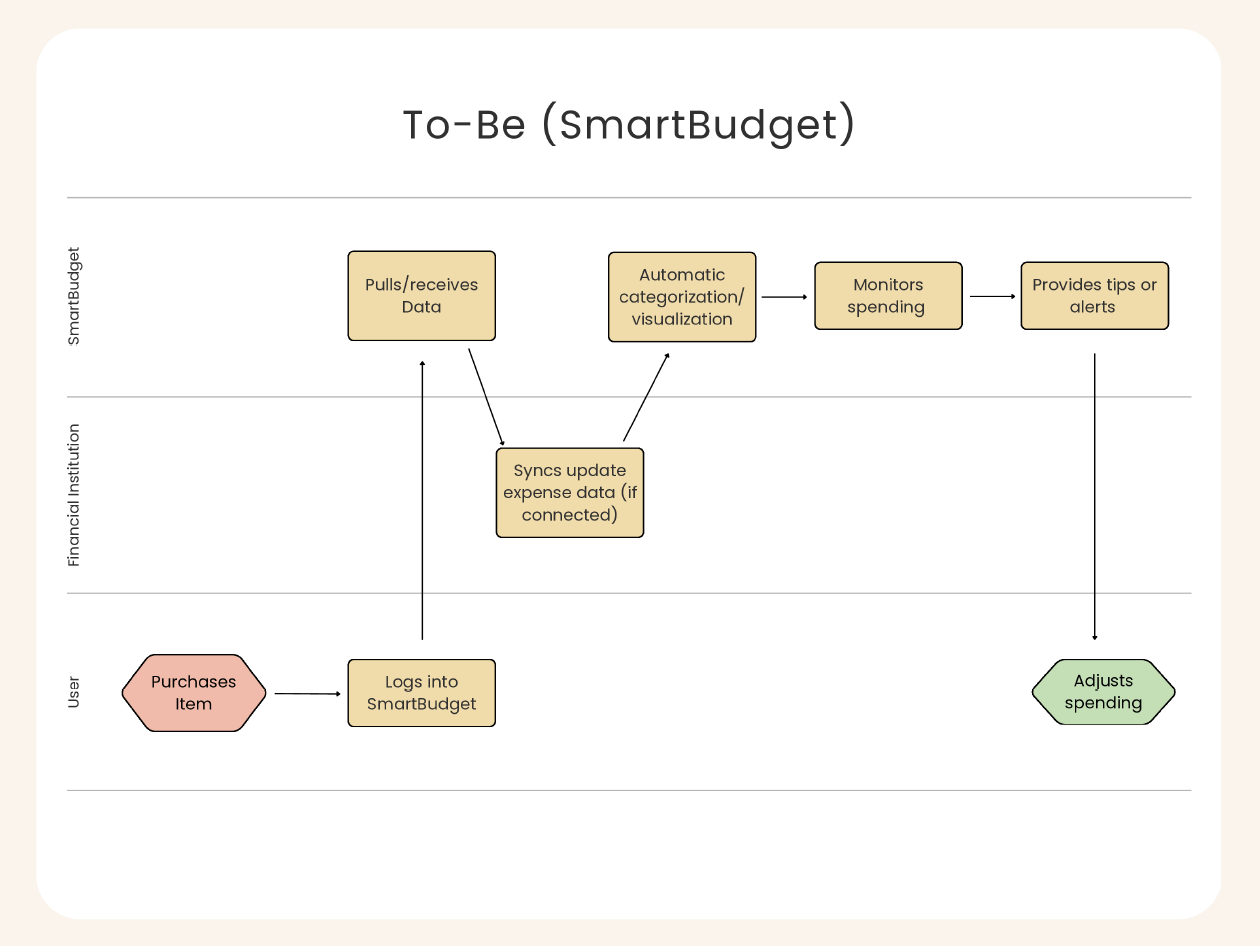 To-Be (SmartBudget)
SmartBudget
Pulls/receives
Data
Automatic
categorization/
visualization
Monitors
spending
Provides tips or
alerts
Financial Institution
Syncs update
expense data (if
connected)
User
Purchases
Item
Logs into
SmartBudget
Adjusts
spending